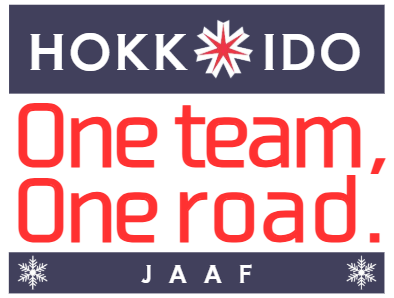 HOKK IDO
One team,
One road.
JAAF